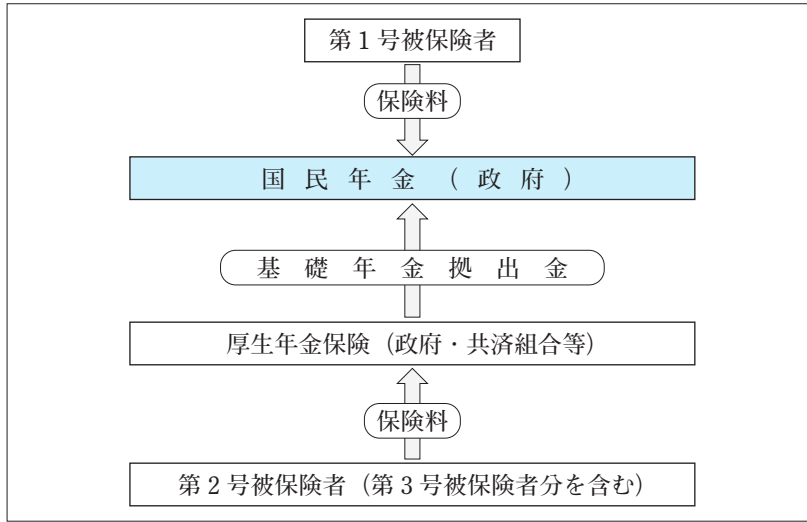 第1号被保険者
保険料
国民年金（政府）
基礎年金拠出金
厚生年金保険（政府・共済組合等）
保険料
第2号被保険者（第3号被保険者分を含む）